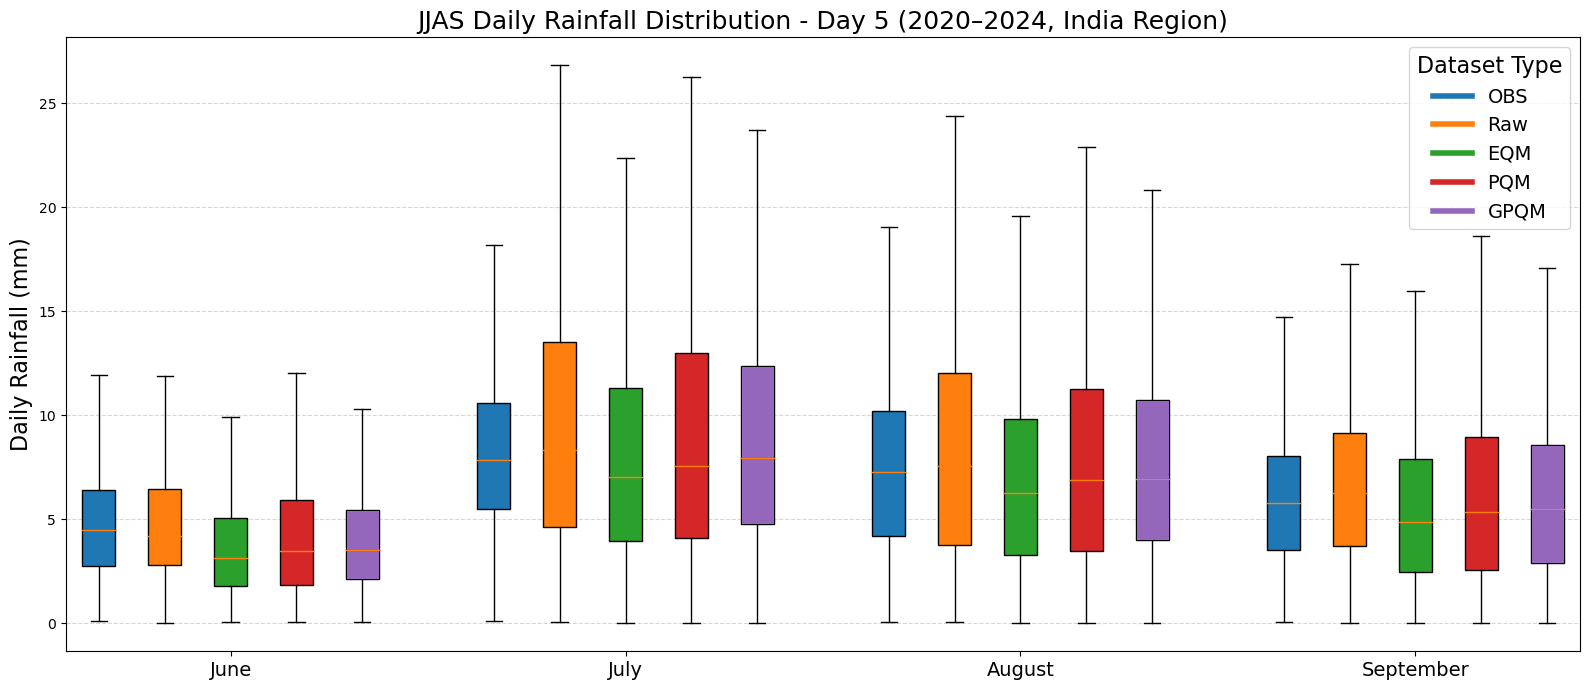 JJAS Daily Rainfall Distribution - Day 5 (2020–2024, India Region)
Daily Rainfall (mm)
25
20
15
10
5
0
June
July
August
September
Dataset Type
OBS
Raw
EQM
PQM
GPQM